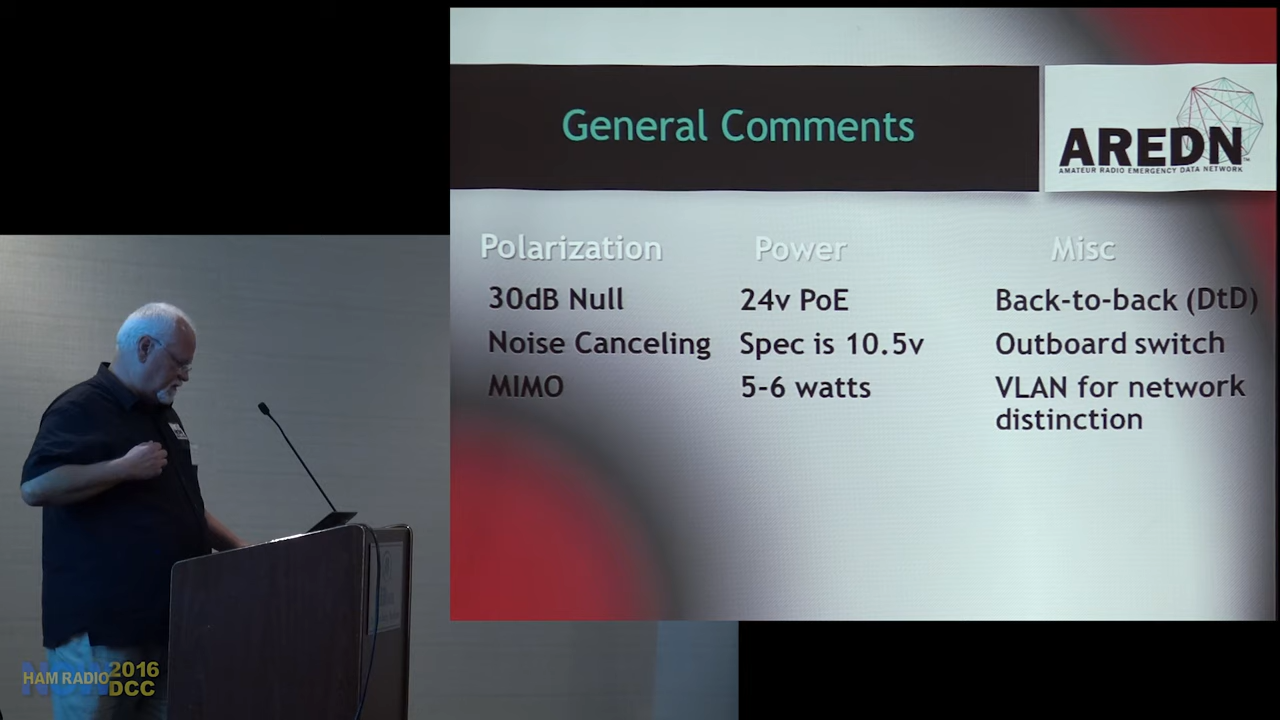 General Comments
AREDN™
AMATEUR RADIO EMERGENCY DATA NETWORK
Polarization
30dB Null
Noise Canceling
MIMO
Power
24v PoE
Spec is 10.5v
5-6 watts
Misc
Back-to-back (DtD)
Outboard switch
VLAN for network
distinction
HAM RADIO
NOW
2016
DCC